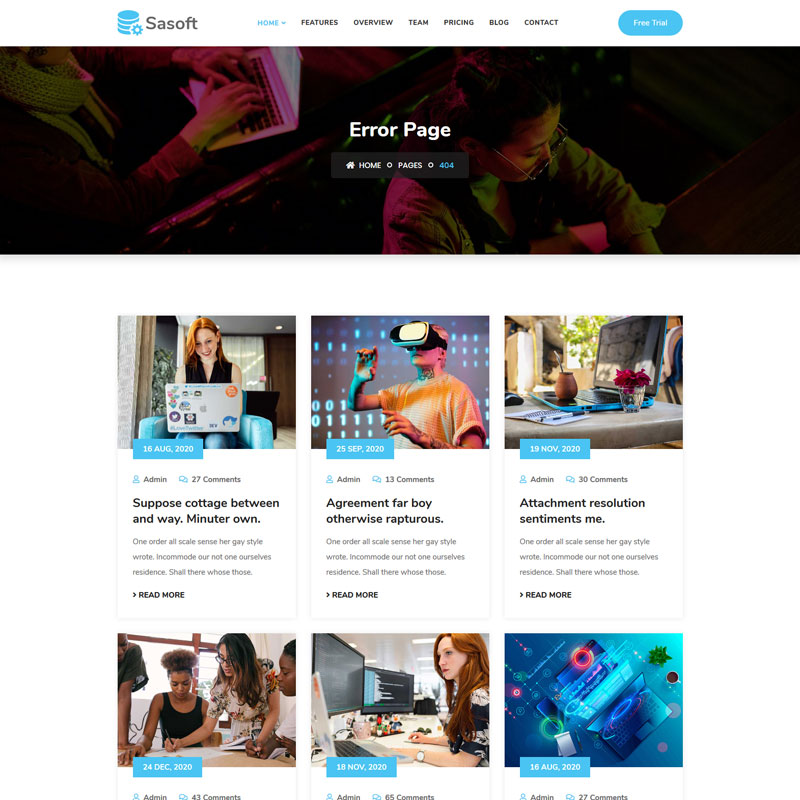 Sasoft
HOME FEATURES OVERVIEW TEAM PRICING BLOG CONTACT
Free Trial
Error Page
HOME PAGES 404
16 AUG, 2020
Admin 27 Comments
Suppose cottage between
and way. Minuter own.
One order all scale sense her gay style
wrote. Incommode our not one ourselves
residence. Shall there whose those.
READ MORE
25 SEP, 2020
Admin 13 Comments
Agreement far boy
otherwise rapturous.
One order all scale sense her gay style
wrote. Incommode our not one ourselves
residence. Shall there whose those.
READ MORE
19 NOV, 2020
Admin 30 Comments
Attachment resolution
sentiments me.
One order all scale sense her gay style
wrote. Incommode our not one ourselves
residence. Shall there whose those.
READ MORE
24 DEC, 2020
Admin 43 Comments
18 NOV, 2020
Admin 65 Comments
16 AUG, 2020
Admin 27 Comments